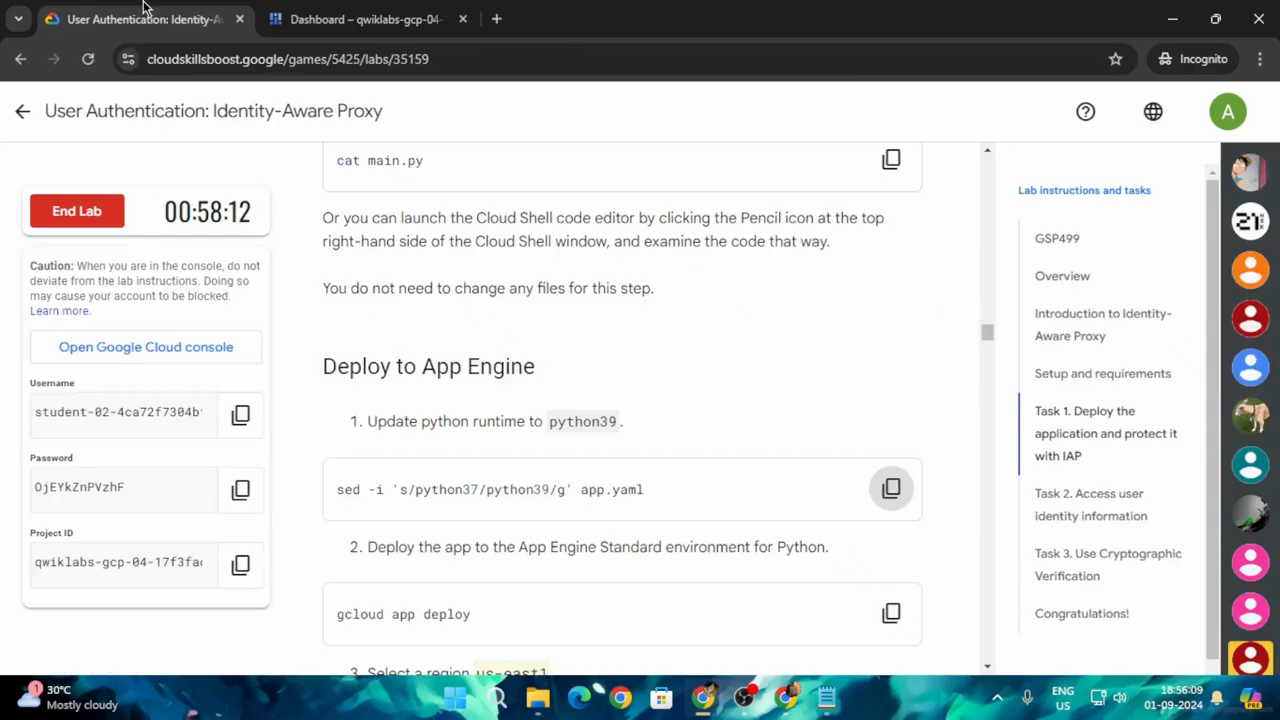 User Authentication: Identity-A
Dashboard – qwiklabs-gcp-04-
cloudskillsboost.google/games/5425/labs/35159
Incognito
User Authentication: Identity-Aware Proxy
A
End Lab
00:58:12
Caution: When you are in the console, do not
deviate from the lab instructions. Doing so
may cause your account to be blocked.
Learn more.
Open Google Cloud console
Username
student-02-4ca72f7304b
Password
OjEYkZnPVzhF
Project ID
qwiklabs-gcp-04-17f3fa
cat main.py
Or you can launch the Cloud Shell code editor by clicking the Pencil icon at the top
right-hand side of the Cloud Shell window, and examine the code that way.
You do not need to change any files for this step.
Deploy to App Engine
1. Update python runtime to python39.
sed -i 's/python37/python39/g' app.yaml
2. Deploy the app to the App Engine Standard environment for Python.
gcloud app deploy
3. Select a region us-east1
Lab instructions and tasks
GSP499
Overview
Introduction to Identity-
Aware Proxy
Setup and requirements
Task 1. Deploy the
application and protect it
with IAP
Task 2. Access user
identity information
Task 3. Use Cryptographic
Verification
Congratulations!
21
1
30°C
Mostly cloudy
ENG
US
18:56:09
01-09-2024
PRE